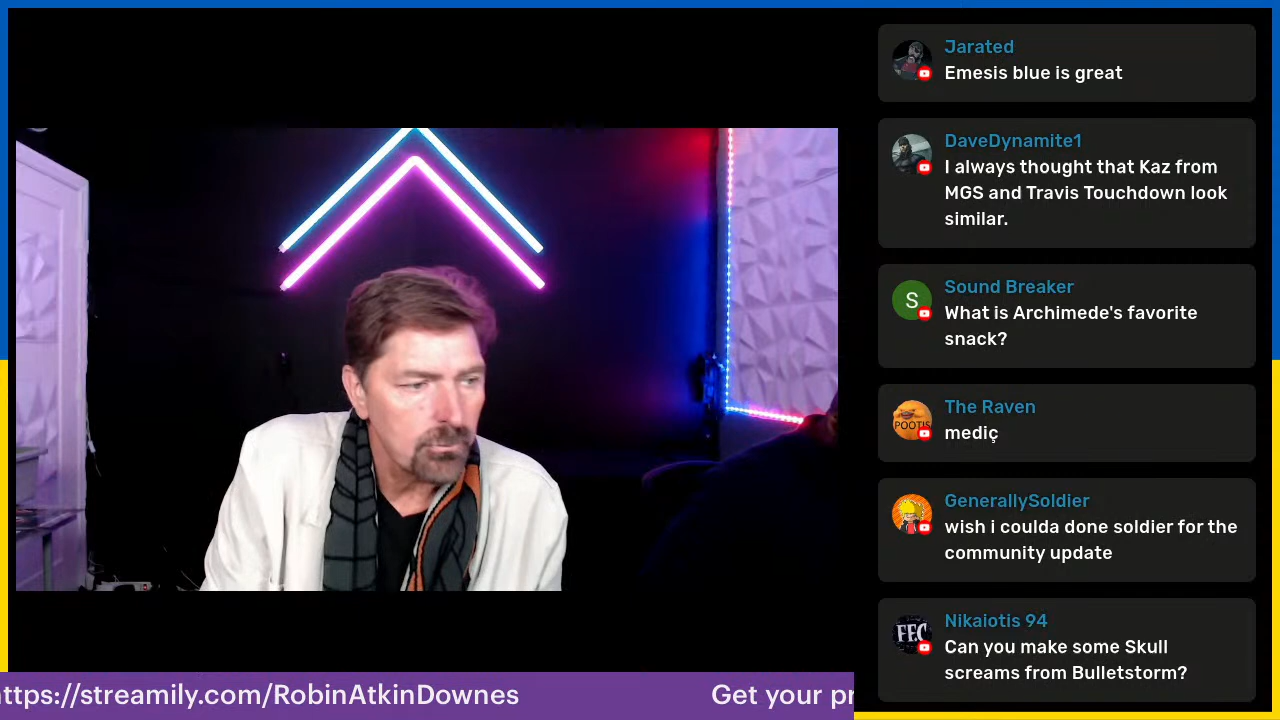 Jarated
Emesis blue is great
DaveDynamite1
I always thought that Kaz from
MGS and Travis Touchdown look
similar.
Sound Breaker
S
What is Archimede's favorite
snack?
The Raven
POOTIS
mediç
GenerallySoldier
wish i coulda done soldier for the
community update
Nikaiotis 94
FEC
Can you make some Skull
screams from Bulletstorm?
ttps://streamily.com/RobinAtkinDownes Get your pr